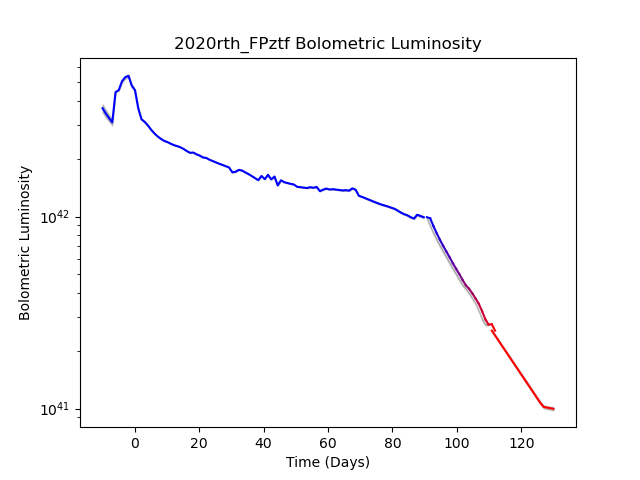 2020rth_FPztf Bolometric Luminosity
Bolometric Luminosity
10^42
10^41
0 20 40 60 80 100 120
Time (Days)